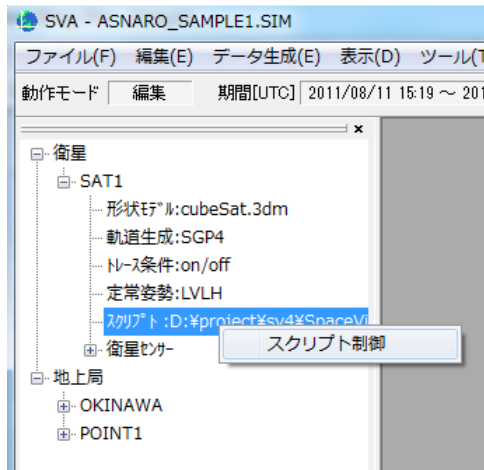 SVA - ASNARO_SAMPLE1.SIM
ファイル(F) 編集(E) データ生成(E) 表示(D) ツール(T
動作モード 編集 期間[UTC] 2011/08/11 15:19 ～ 201
衛星
SAT1
形状ﾓﾃﾞﾙ:cubeSat.3dm
軌道生成:SGP4
ﾄﾚｰｽ条件:on/off
定常姿勢:LVLH
ｽｸﾘﾌﾟﾄ:D:¥project¥sv4¥SpaceVi
スクリプト制御
衛星ｾﾝｻｰ
地上局
OKINAWA
POINT1